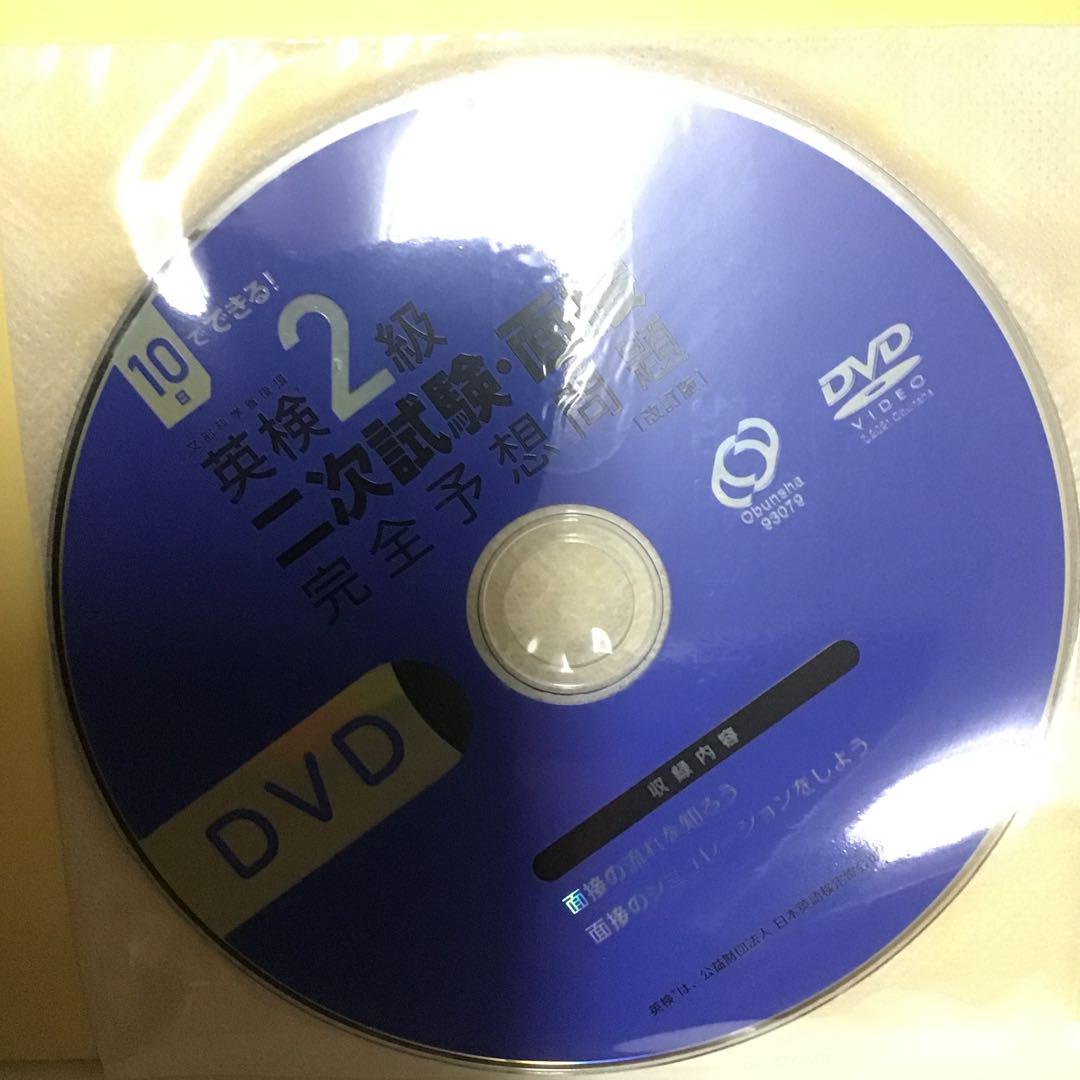 10日でできる!
文部科学省後援
英検2級
二次試験・面接
完全予想問題
[改訂版]
DVD
VIDEO
Obunsha
93079
DVD
収録内容
面接の流れを知ろう
面接のシミュレーションをしよう
英検®は、公益財団法人 日本英語検定協会